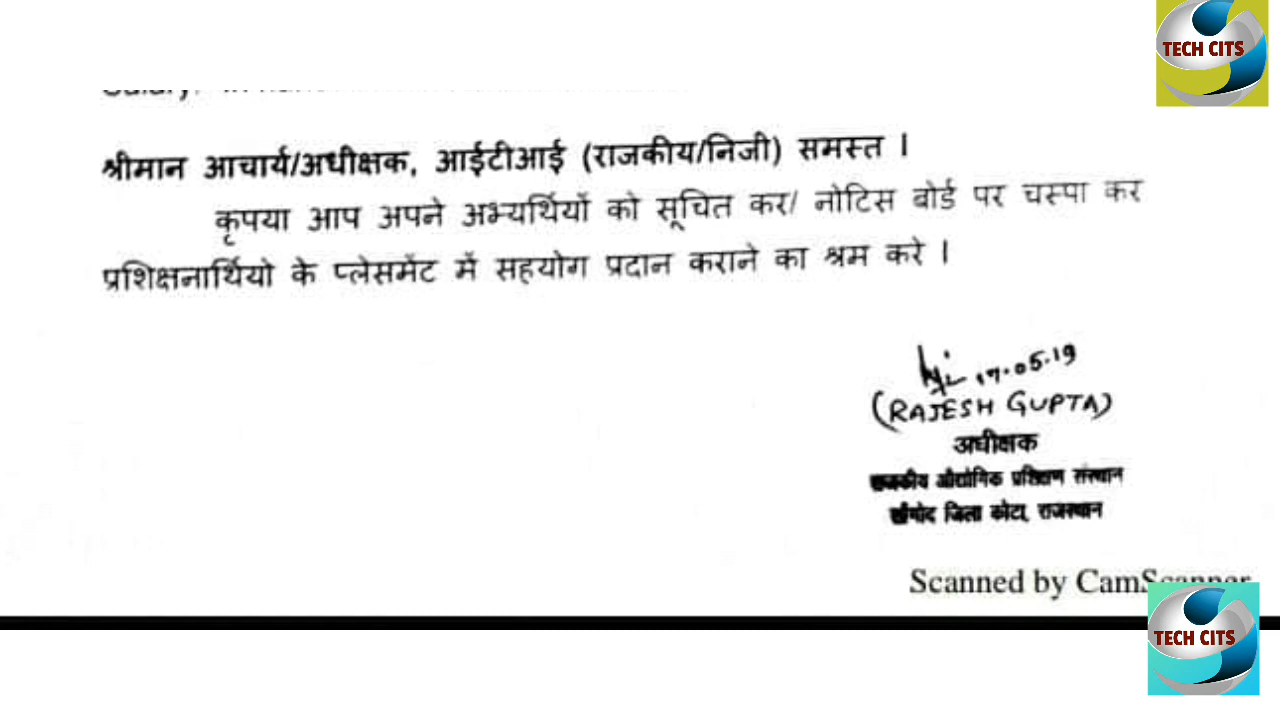 TECH CITS
श्रीमान आचार्य/अधीक्षक, आईटीआई (राजकीय/निजी) समस्त ।
कृपया आप अपने अभ्यर्थियों को सूचित कर/ नोटिस बोर्ड पर चस्पा कर
प्रशिक्षनार्थियो के प्लेसमेंट में सहयोग प्रदान कराने का श्रम करे ।
17.05.19
(RAJESH GUPTA)
अधीक्षक
राजकीय औद्योगिक प्रशिक्षण संस्थान
जिला कोटा, राजस्थान
Scanned by CamScanner
TECH CITS